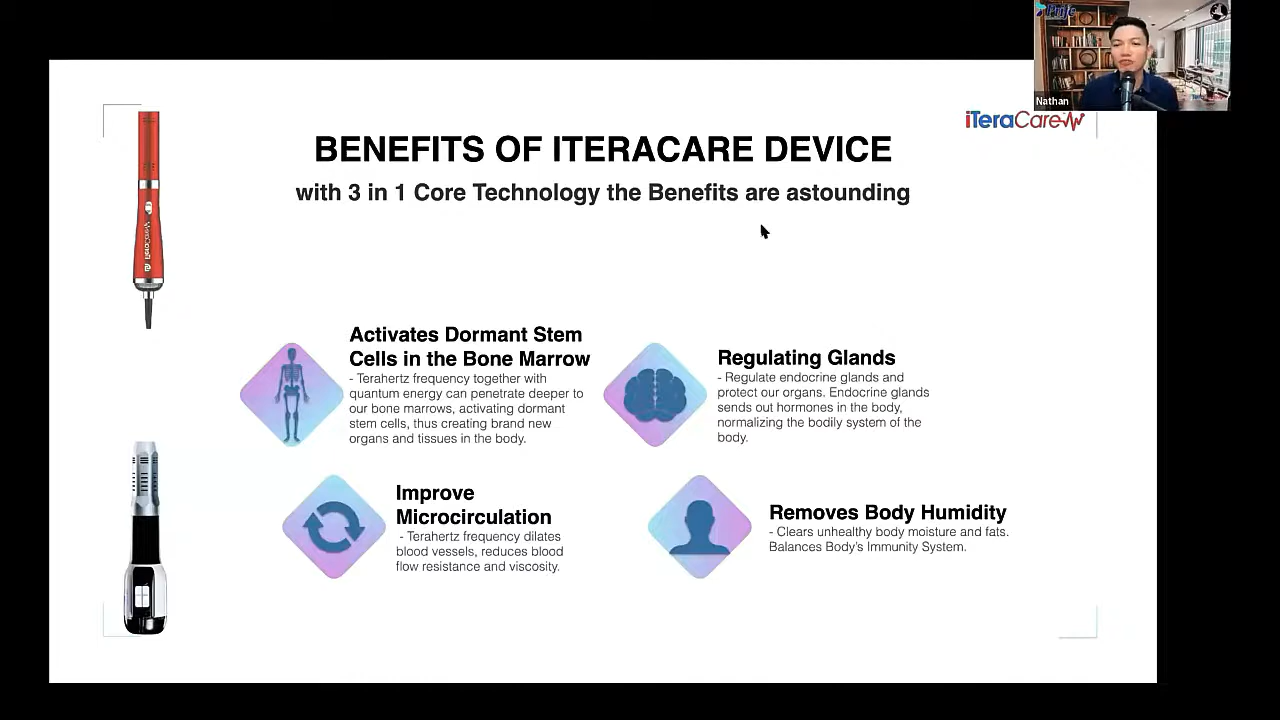 Prife
Nathan
iTeraCare
BENEFITS OF ITERACARE DEVICE
with 3 in 1 Core Technology the Benefits are astounding
Activates Dormant Stem
Cells in the Bone Marrow
- Terahertz frequency together with
quantum energy can penetrate deeper to
our bone marrows, activating dormant
stem cells, thus creating brand new
organs and tissues in the body.
Regulating Glands
- Regulate endocrine glands and
protect our organs. Endocrine glands
sends out hormones in the body,
normalizing the bodily system of the
body.
Improve
Microcirculation
- Terahertz frequency dilates
blood vessels, reduces blood
flow resistance and viscosity.
Removes Body Humidity
- Clears unhealthy body moisture and fats.
Balances Body's Immunity System.